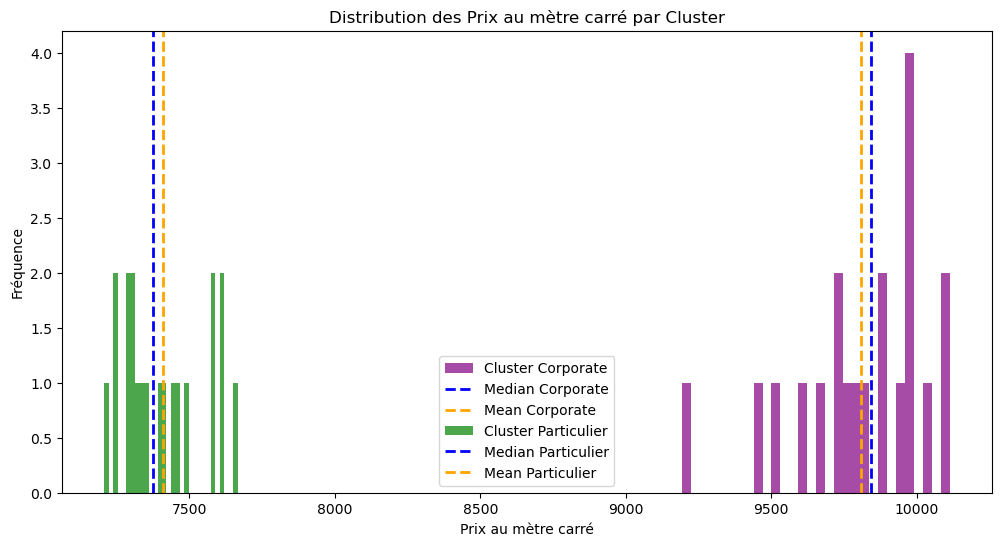 Distribution des Prix au mètre carré par Cluster
4.0
3.5
3.0
2.5
2.0
1.5
1.0
0.5
0.0
Fréquence
Cluster Corporate
Median Corporate
Mean Corporate
Cluster Particulier
Median Particulier
Mean Particulier
7500 8000 8500 9000 9500 10000
Prix au mètre carré